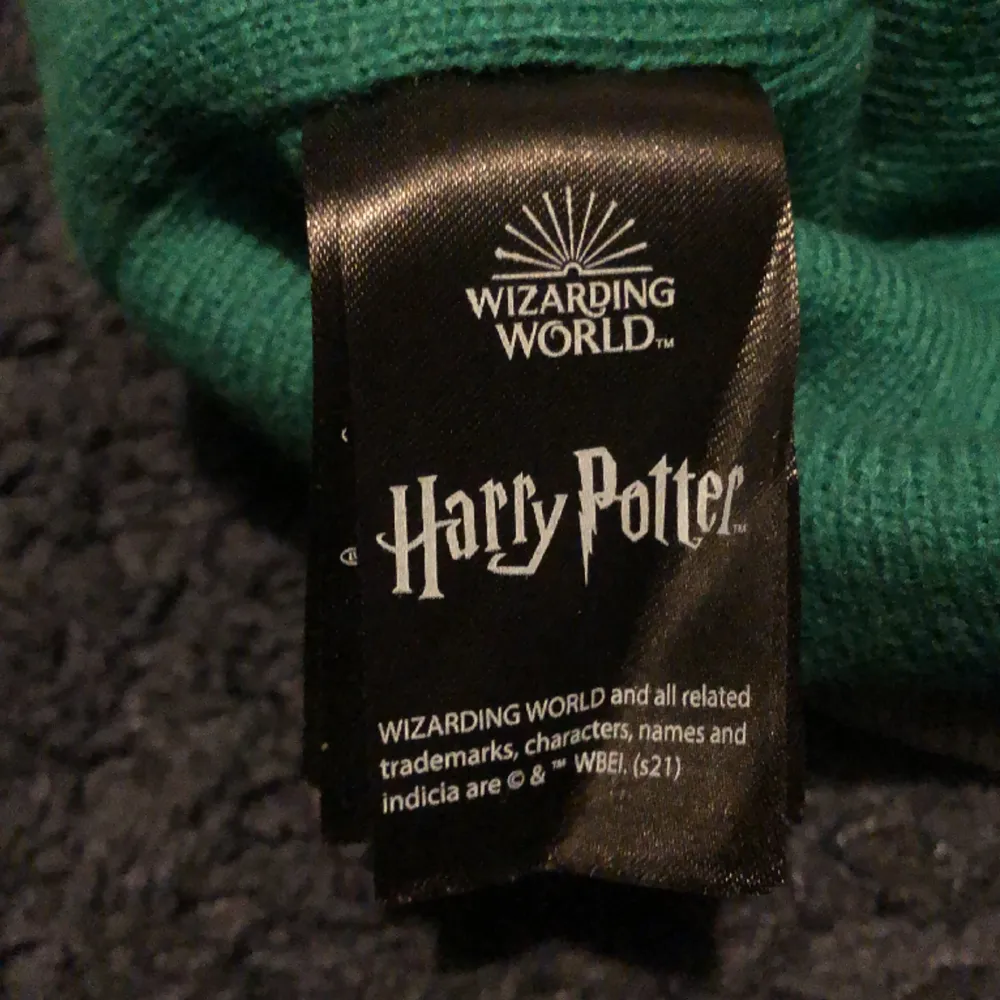 WIZARDING
WORLD™
Harry Potter™
WIZARDING WORLD and all related
trademarks, characters, names and
indicia are © & ™ WBEI. (s21)